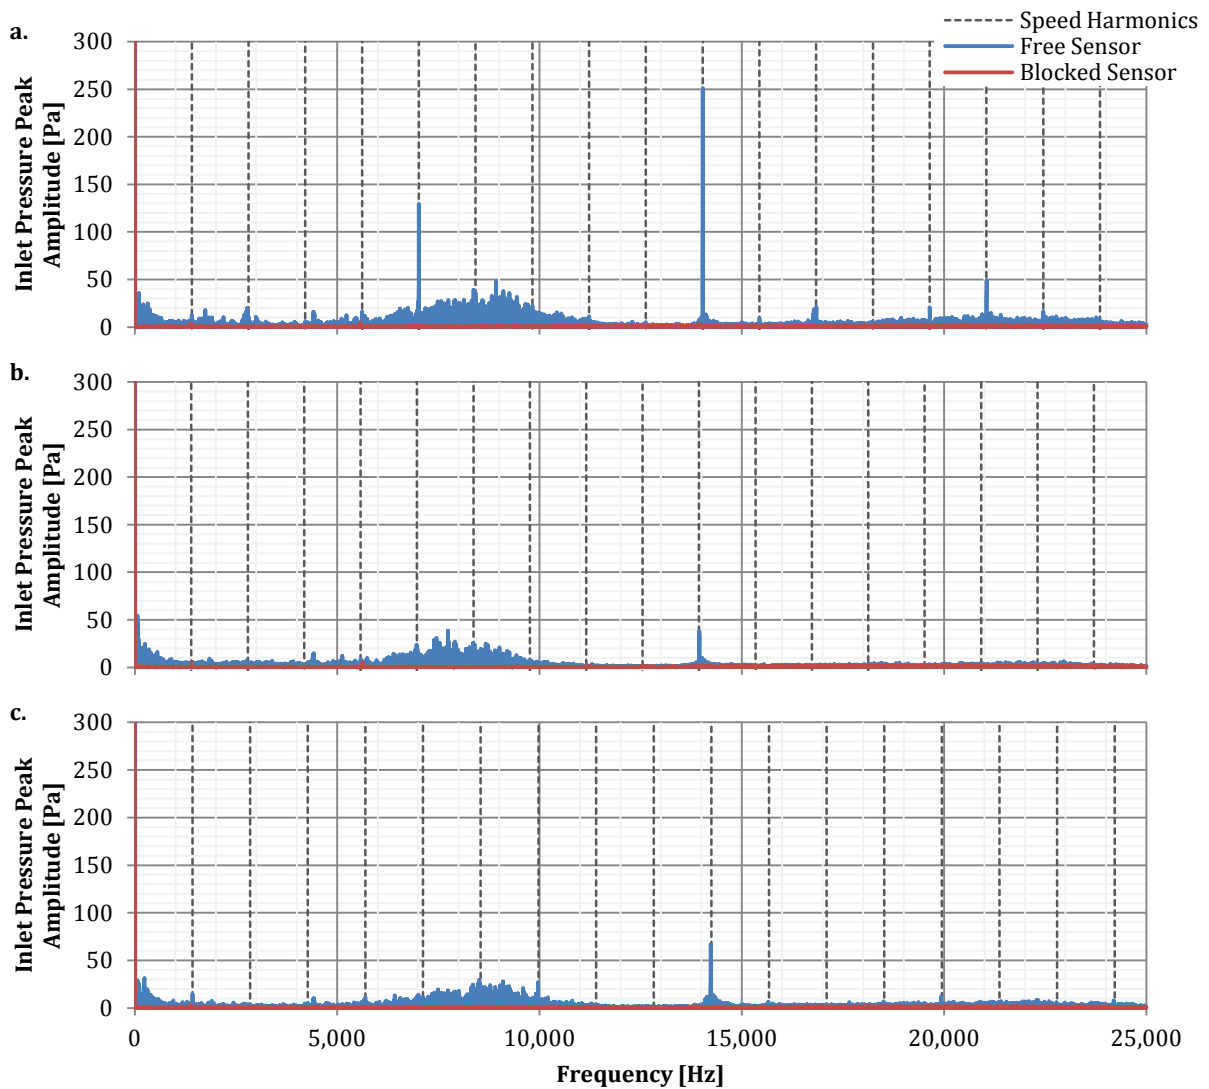 Speed Harmonics
Free Sensor
Blocked Sensor
a.
Inlet Pressure Peak
Amplitude [Pa]
300
250
200
150
100
50
0
b.
Inlet Pressure Peak
Amplitude [Pa]
300
250
200
150
100
50
0
c.
Inlet Pressure Peak
Amplitude [Pa]
300
250
200
150
100
50
0
0 5,000 10,000 15,000 20,000 25,000
Frequency [Hz]